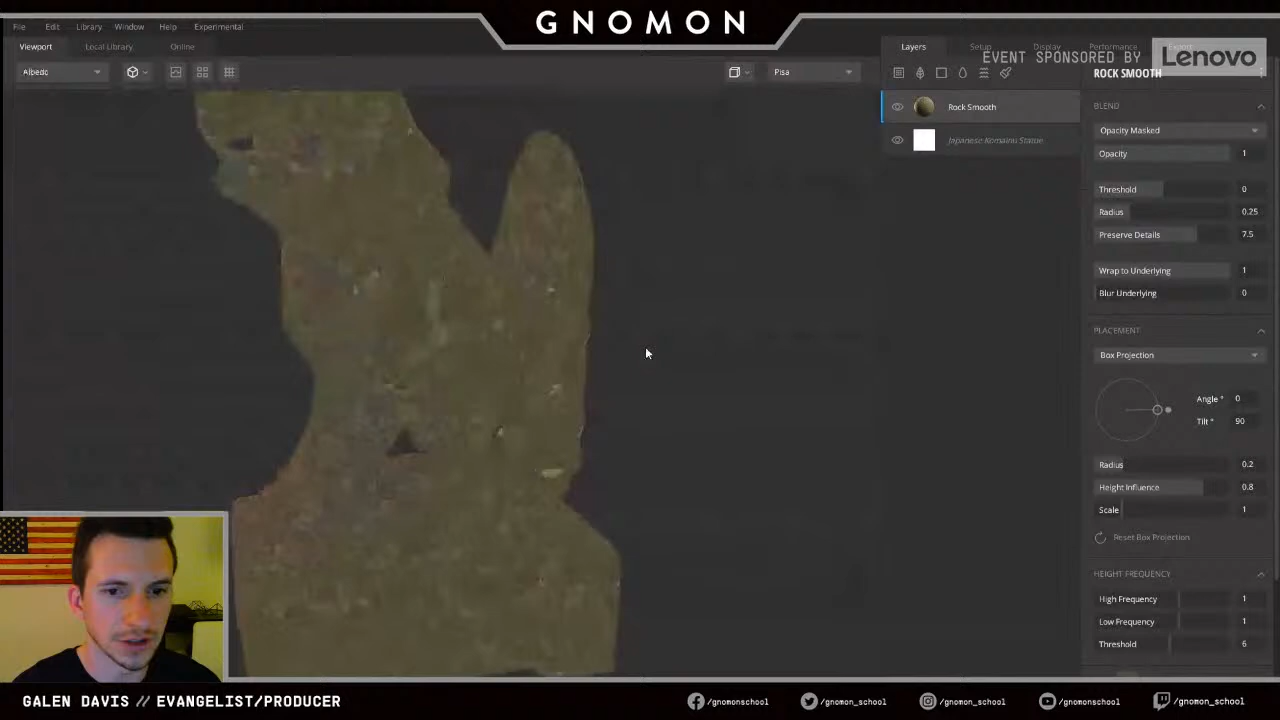 GNOMON
File Edit Library Window Help Experimental
Viewport Local Library Online
Layers Setup Display Performance Export
EVENT SPONSORED BY Lenovo
Albedo Pisa
ROCK SMOOTH
Rock Smooth
Japanese Komainu Statue
BLEND
Opacity Masked
Opacity 1
Threshold 0
Radius 0.25
Preserve Details 7.5
Wrap to Underlying 1
Blur Underlying 0
PLACEMENT
Box Projection
Angle ° 0
Tilt ° 90
Radius 0.2
Height Influence 0.8
Scale 1
Reset Box Projection
HEIGHT FREQUENCY
High Frequency 1
Low Frequency 1
Threshold 6
GALEN DAVIS // EVANGELIST/PRODUCER
/gnomonschool /gnomon_school /gnomon_school /gnomonschool /gnomon_school